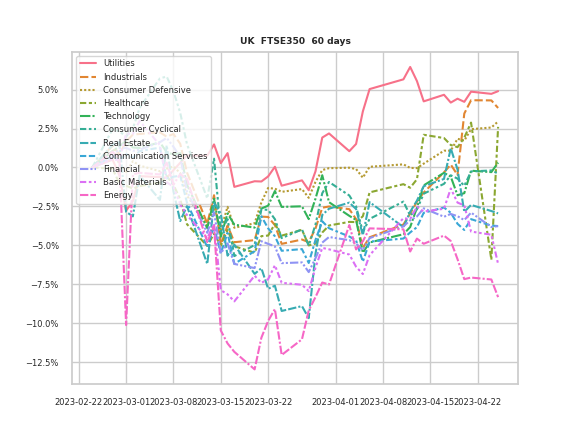 UK FTSE350 60 days
Utilities
Industrials
Consumer Defensive
Healthcare
Technology
Consumer Cyclical
Real Estate
Communication Services
Financial
Basic Materials
Energy
5.0%
2.5%
0.0%
−2.5%
−5.0%
−7.5%
−10.0%
−12.5%
2023-02-22 2023-03-01 2023-03-08 2023-03-15 2023-03-22 2023-04-01 2023-04-08 2023-04-15 2023-04-22